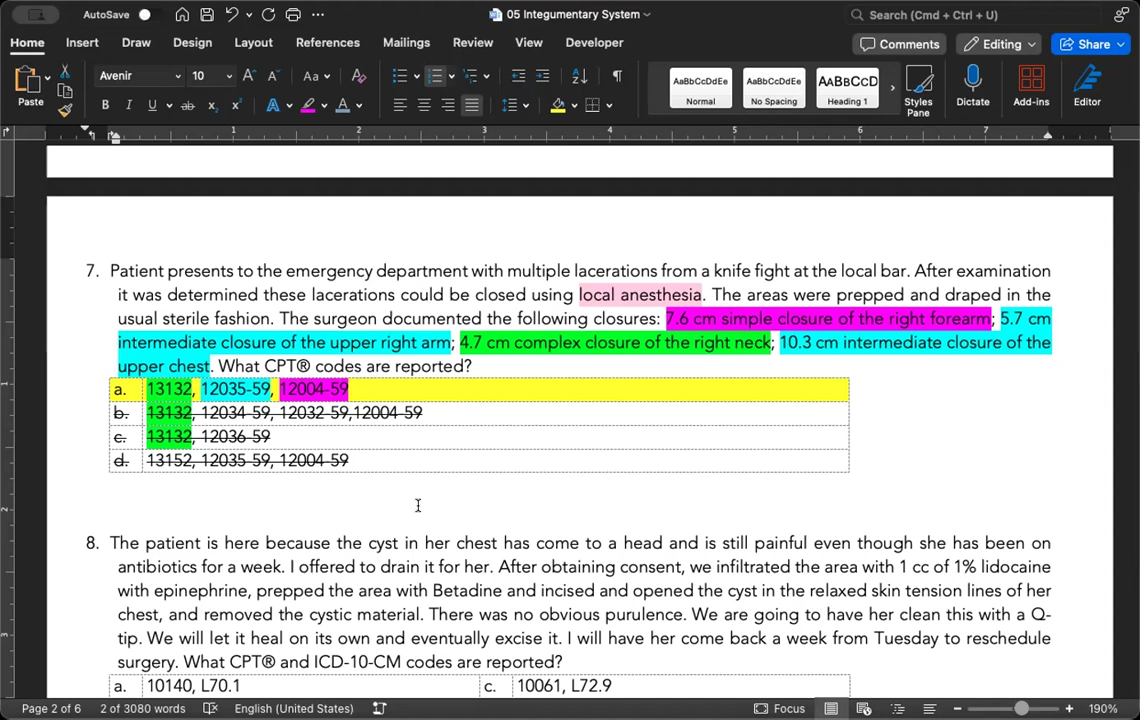 AutoSave
05 Integumentary System
Search (Cmd + Ctrl + U)
Home Insert Draw Design Layout References Mailings Review View Developer
Comments Editing Share
Paste
Avenir 10
AaBbCcDdEe AaBbCcDdEe AaBbCcD
Normal No Spacing Heading 1
Styles Pane
Dictate
Add-ins
Editor
1 2 3 4 5 6 7
7. Patient presents to the emergency department with multiple lacerations from a knife fight at the local bar. After examination
it was determined these lacerations could be closed using local anesthesia. The areas were prepped and draped in the
usual sterile fashion. The surgeon documented the following closures: 7.6 cm simple closure of the right forearm; 5.7 cm
intermediate closure of the upper right arm; 4.7 cm complex closure of the right neck; 10.3 cm intermediate closure of the
upper chest. What CPT® codes are reported?
a. 13132, 12035-59, 12004-59
b. 13132, 12034-59, 12032-59,12004-59
c. 13132, 12036-59
d. 13152, 12035-59, 12004-59
8. The patient is here because the cyst in her chest has come to a head and is still painful even though she has been on
antibiotics for a week. I offered to drain it for her. After obtaining consent, we infiltrated the area with 1 cc of 1% lidocaine
with epinephrine, prepped the area with Betadine and incised and opened the cyst in the relaxed skin tension lines of her
chest, and removed the cystic material. There was no obvious purulence. We are going to have her clean this with a Q-
tip. We will let it heal on its own and eventually excise it. I will have her come back a week from Tuesday to reschedule
surgery. What CPT® and ICD-10-CM codes are reported?
a. 10140, L70.1 c. 10061, L72.9
Page 2 of 6 2 of 3080 words English (United States) Focus 190%